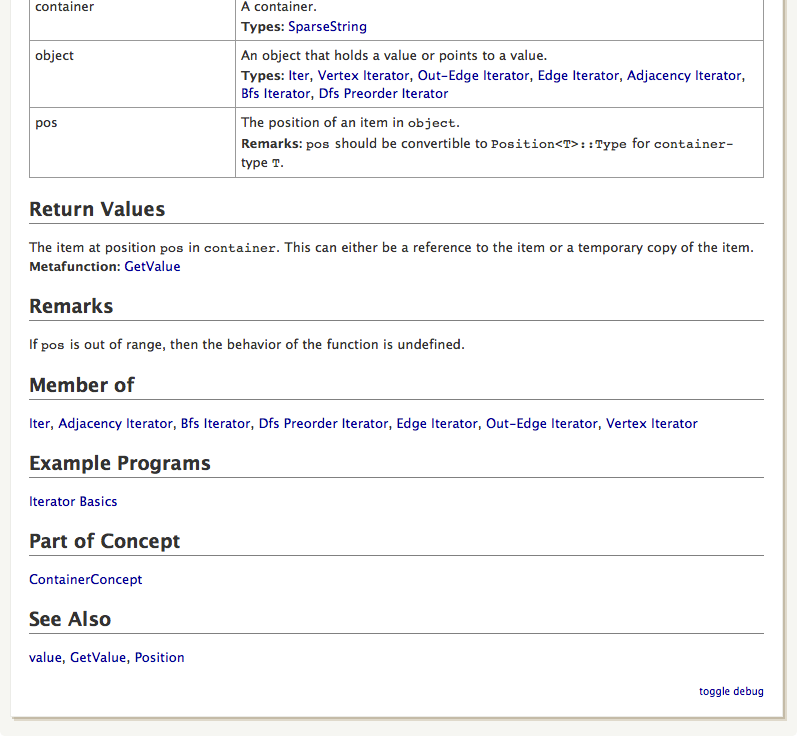 container
A container.
Types: SparseString
object
An object that holds a value or points to a value.
Types: Iter, Vertex Iterator, Out-Edge Iterator, Edge Iterator, Adjacency Iterator,
Bfs Iterator, Dfs Preorder Iterator
pos
The position of an item in object.
Remarks: pos should be convertible to Position<T>::Type for container-
type T.
Return Values
The item at position pos in container. This can either be a reference to the item or a temporary copy of the item.
Metafunction: GetValue
Remarks
If pos is out of range, then the behavior of the function is undefined.
Member of
Iter, Adjacency Iterator, Bfs Iterator, Dfs Preorder Iterator, Edge Iterator, Out-Edge Iterator, Vertex Iterator
Example Programs
Iterator Basics
Part of Concept
ContainerConcept
See Also
value, GetValue, Position
toggle debug